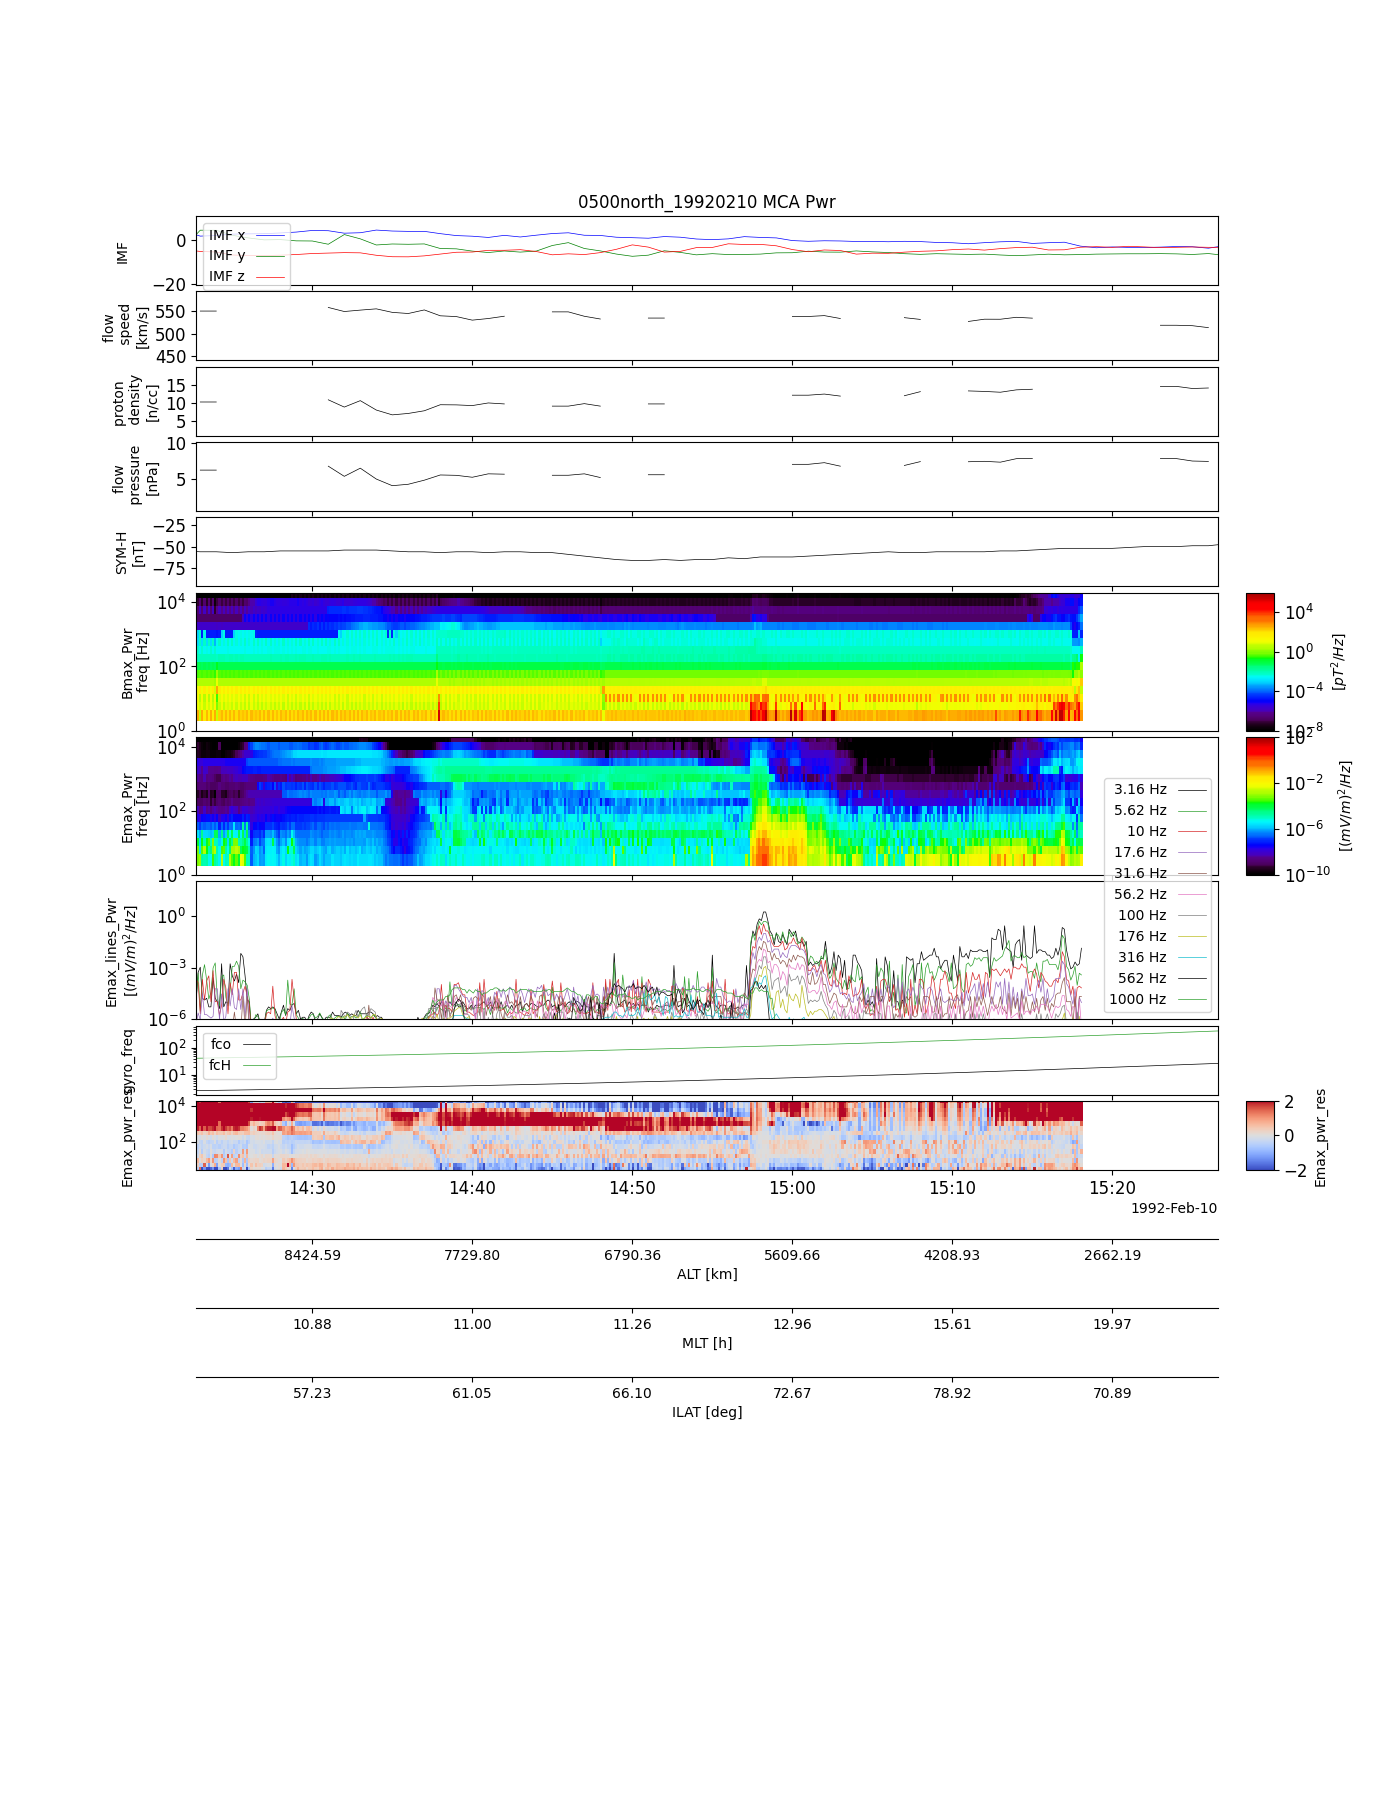 0500north_19920210 MCA Pwr
IMF
0
−20
IMF x
IMF y
IMF z
flow
speed
[km/s]
550
500
450
proton
density
[n/cc]
15
10
5
flow
pressure
[nPa]
10
5
SYM-H
[nT]
−25
−50
−75
Bmax_Pwr
freq [Hz]
10^4
10^2
10^0
10^4
10^0
10^−4
10^−8
[pT^2/Hz]
Emax_Pwr
freq [Hz]
10^4
10^2
10^0
10^2
10^−2
10^−6
10^−10
[(mV/m)^2/Hz]
3.16 Hz
5.62 Hz
10 Hz
17.6 Hz
31.6 Hz
56.2 Hz
100 Hz
176 Hz
316 Hz
562 Hz
1000 Hz
Emax_lines_Pwr
[(mV/m)^2/Hz]
10^0
10^−3
10^−6
gyro_freq
10^2
10^1
fco
fcH
Emax_pwr_res
10^4
10^2
2
0
−2
Emax_pwr_res
14:30 14:40 14:50 15:00 15:10 15:20
1992-Feb-10
8424.59 7729.80 6790.36 5609.66 4208.93 2662.19
ALT [km]
10.88 11.00 11.26 12.96 15.61 19.97
MLT [h]
57.23 61.05 66.10 72.67 78.92 70.89
ILAT [deg]